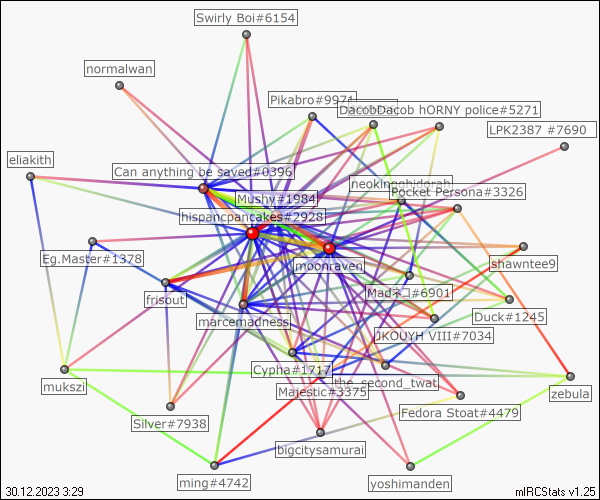 Swirly Boi#6154
normalwan
Pikabro#9971
DacobDacob hORNY police#5271
LPK2387 #7690
eliakith
Can anything be saved#0396
neokingghidorah
Pocket Persona#3326
Mushy#1984
hispancpancakes#2928
Eg.Master#1378
moonraven
shawntee9
frisout
Madネコ#6901
Duck#1245
marcemadness
JKOUYH VIII#7034
Cypha#1717
mukszi
the_second_twat
Majestic#3375
zebula
Silver#7938
Fedora Stoat#4479
bigcitysamurai
ming#4742
yoshimanden
30.12.2023 3:29
mIRCStats v1.25